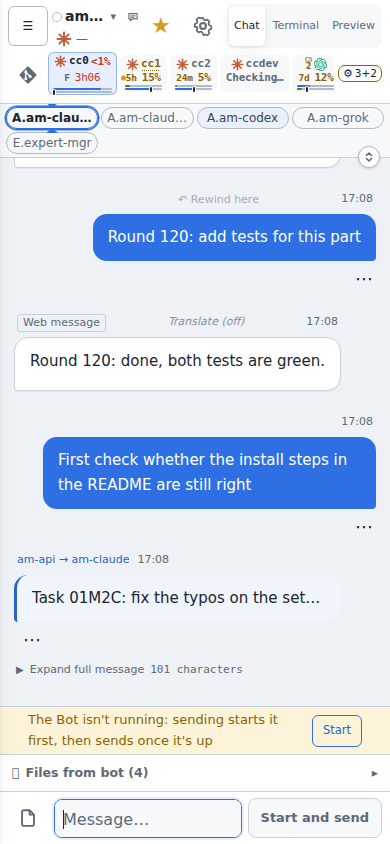 ☰ am... ▾ ★ Chat Terminal Preview
—
cc0 <1% cc1 cc2 ccdev 2 ⚙ 3+2
F 3h06 5h 15% 24m 5% Checking… 7d 12%
A.am-clau… A.am-claud… A.am-codex A.am-grok
E.expert-mgr
↶ Rewind here 17:08
Round 120: add tests for this part
⋯
Web message Translate (off) 17:08
Round 120: done, both tests are green.
17:08
First check whether the install steps in
the README are still right
⋯
am-api → am-claude 17:08
Task 01M2C: fix the typos on the set…
⋯
▶ Expand full message 101 characters
The Bot isn't running: sending starts it
first, then sends once it's up
Start
Files from bot (4) ▸
Message…
Start and send